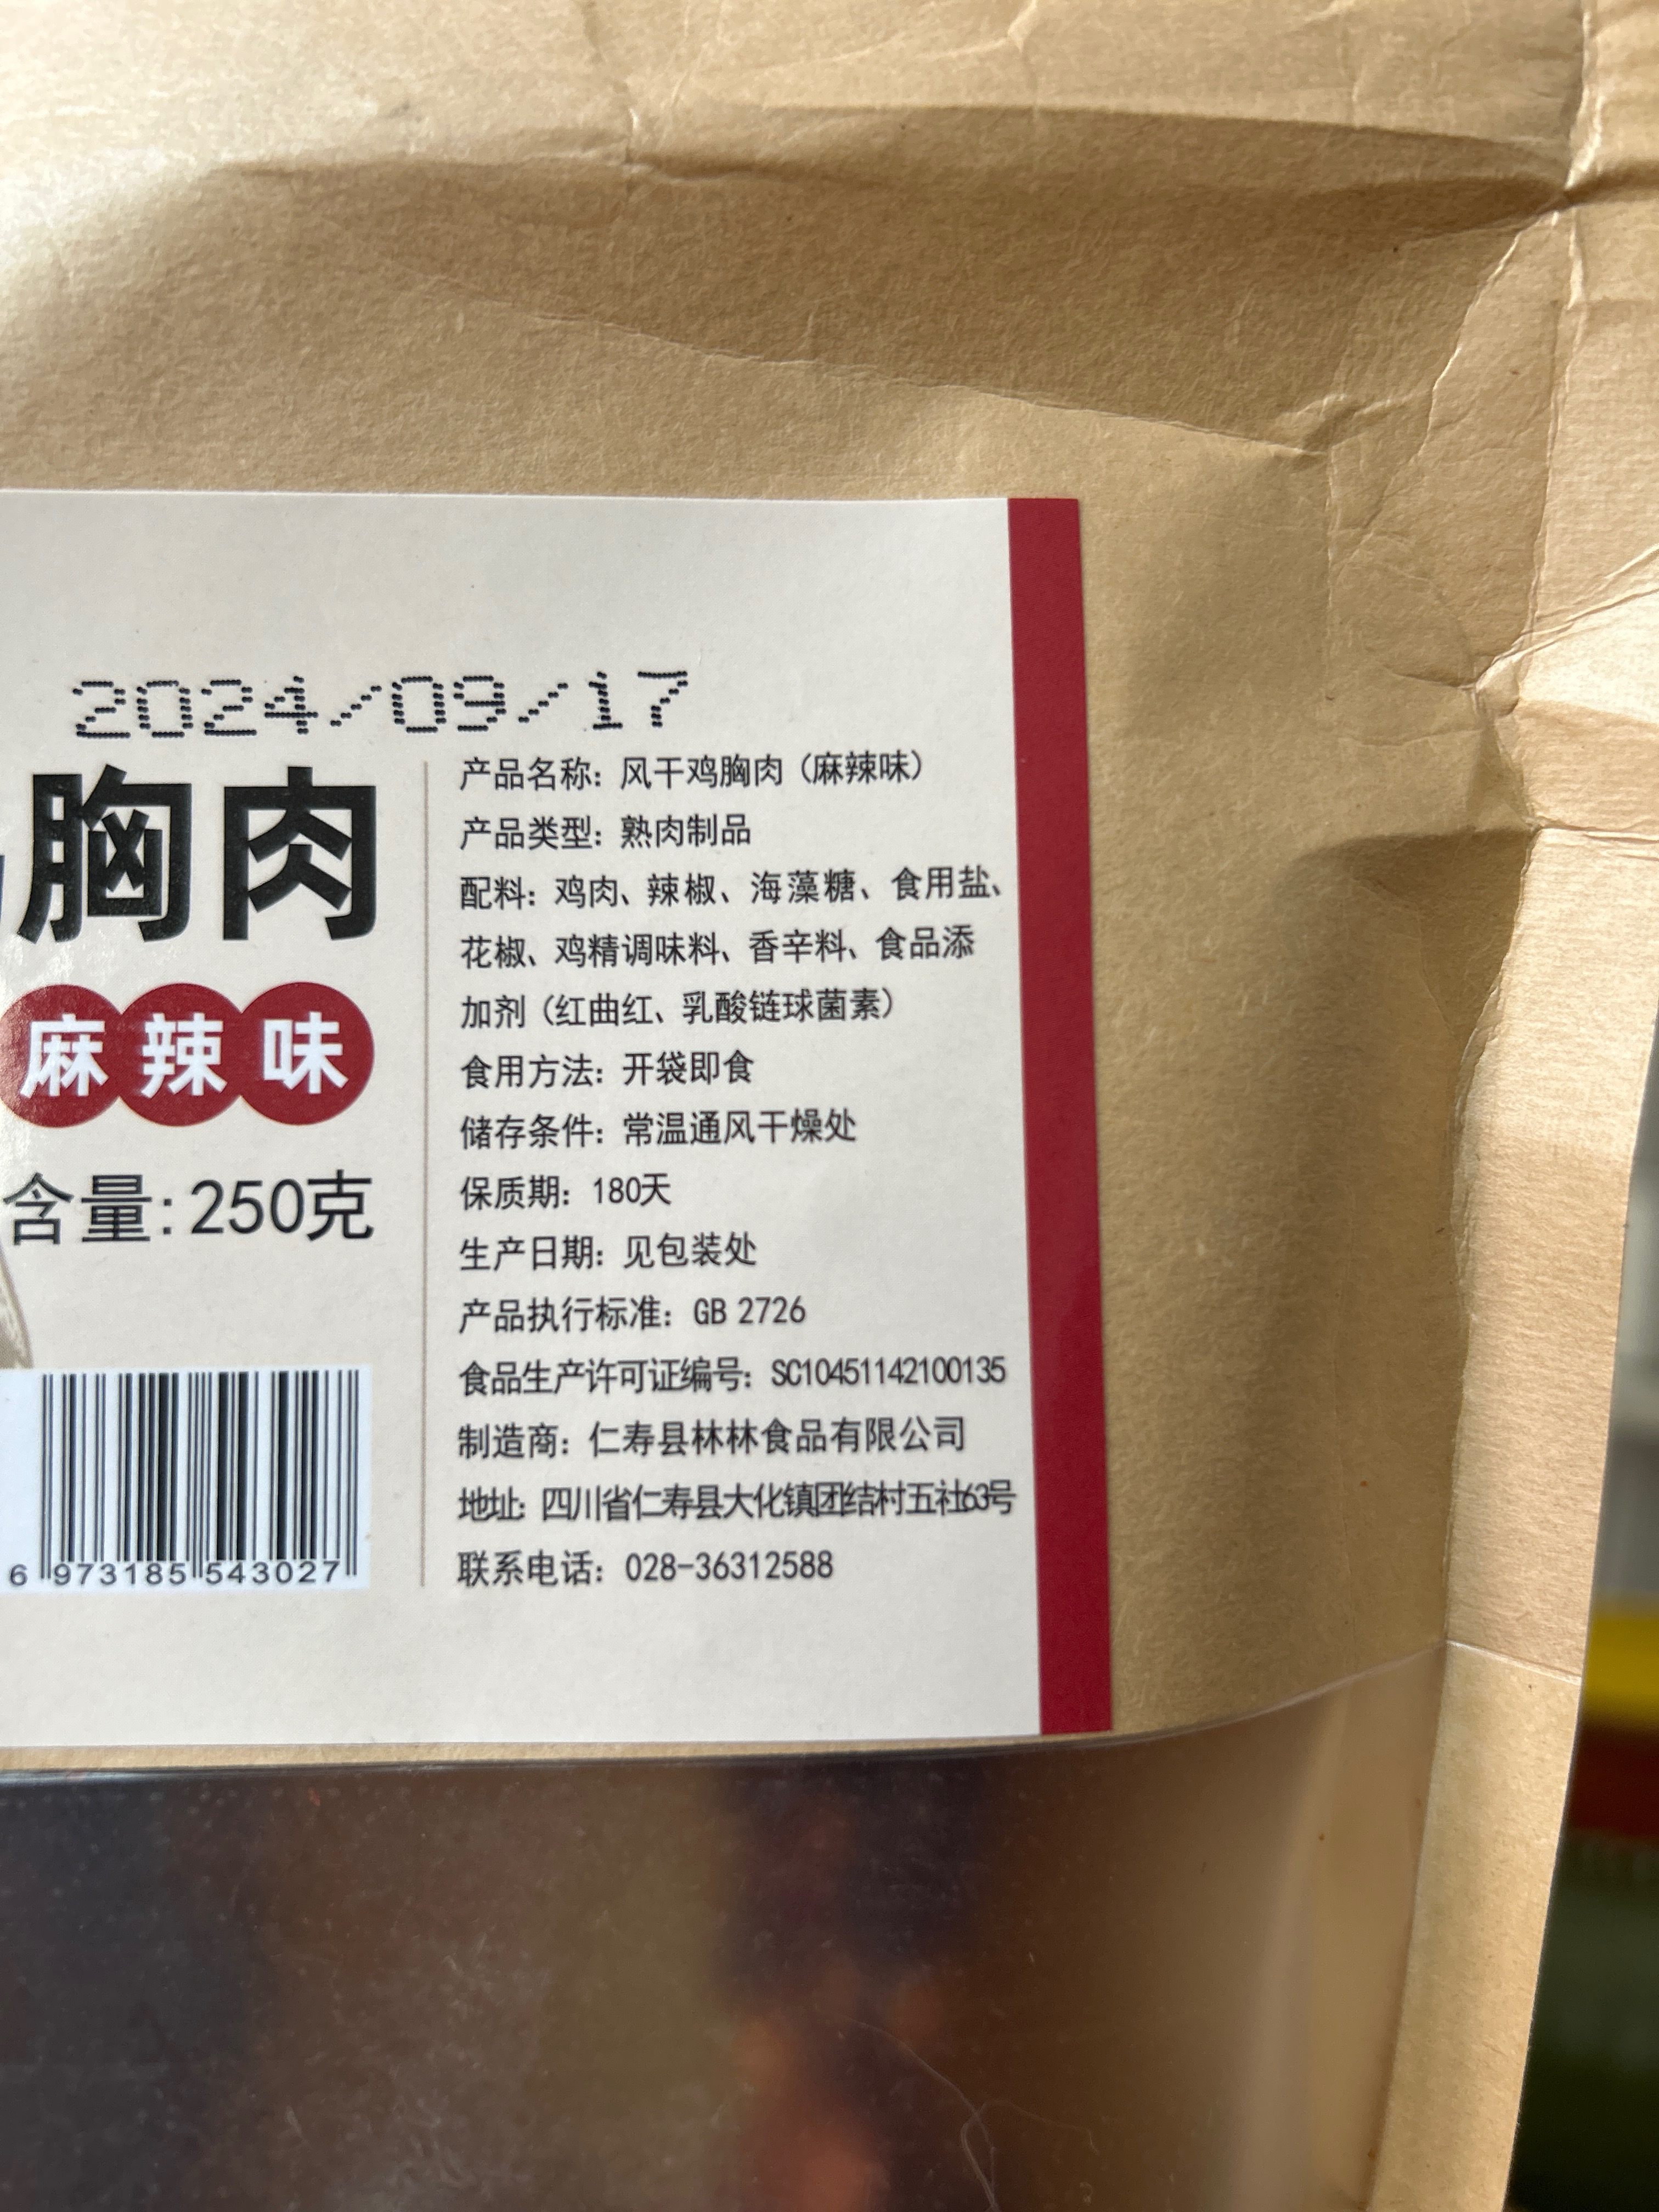 2024/09/17
胸肉
麻辣味
含量:250克
6 973185 543027
产品名称：风干鸡胸肉（麻辣味）
产品类型：熟肉制品
配料：鸡肉、辣椒、海藻糖、食用盐、
花椒、鸡精调味料、香辛料、食品添
加剂（红曲红、乳酸链球菌素）
食用方法：开袋即食
储存条件：常温通风干燥处
保质期：180天
生产日期：见包装处
产品执行标准：GB 2726
食品生产许可证编号：SC10451142100135
制造商：仁寿县林林食品有限公司
地址：四川省仁寿县大化镇团结村五社63号
联系电话：028-36312588